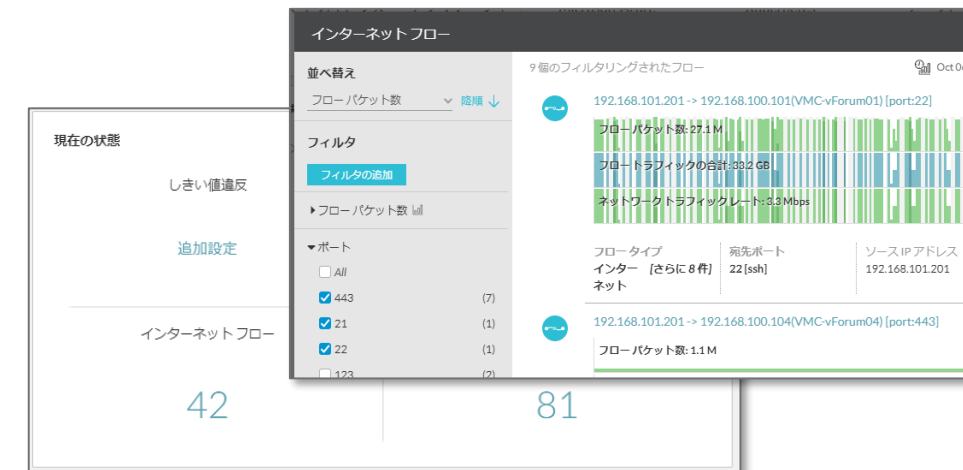 現在の状態
しきい値違反
追加設定
インターネット フロー
42
81
インターネット フロー
並べ替え
フロー パケット数 降順
フィルタ
フィルタの追加
フロー パケット数
ポート
All
443 (7)
21 (1)
22 (1)
123 (2)
9 個のフィルタリングされたフロー
192.168.101.201 -> 192.168.100.101(VMC-vForum01) [port:22]
フロー パケット数: 27.1 M
フロー トラフィックの合計: 33.2 GB
ネットワーク トラフィック レート: 3.3 Mbps
フロー タイプ 宛先ポート ソース IP アドレス
インター [さらに 8 件] 22 [ssh] 192.168.101.201
ネット
192.168.101.201 -> 192.168.100.104(VMC-vForum04) [port:443]
フロー パケット数: 1.1 M